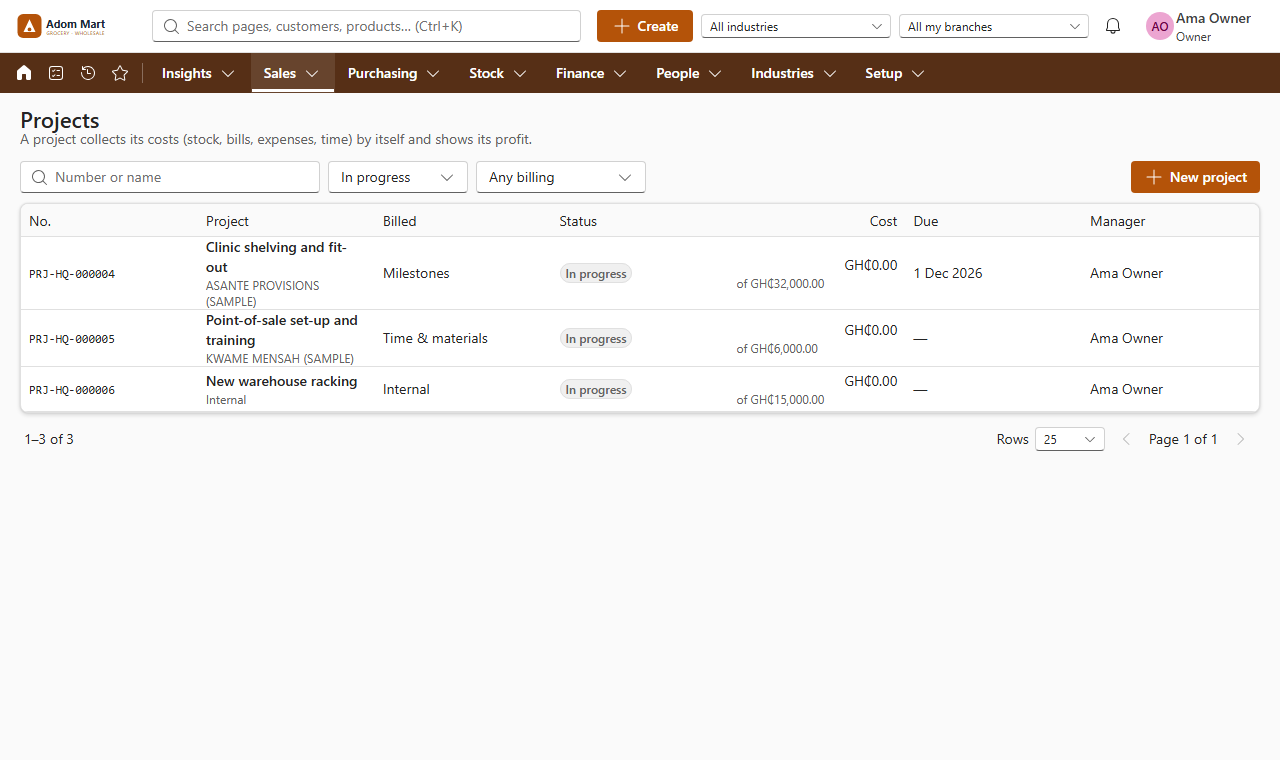 Adom Mart
GROCERY · WHOLESALE
Search pages, customers, products... (Ctrl+K)
Create
All industries
All my branches
AO
Ama Owner
Owner
Insights
Sales
Purchasing
Stock
Finance
People
Industries
Setup
Projects
A project collects its costs (stock, bills, expenses, time) by itself and shows its profit.
Number or name
In progress
Any billing
New project
No. Project Billed Status Cost Due Manager
PRJ-HQ-000004
Clinic shelving and fit-
out
ASANTE PROVISIONS
(SAMPLE)
Milestones
In progress
GH₵0.00
of GH₵32,000.00
1 Dec 2026
Ama Owner
PRJ-HQ-000005
Point-of-sale set-up and
training
KWAME MENSAH (SAMPLE)
Time & materials
In progress
GH₵0.00
of GH₵6,000.00
—
Ama Owner
PRJ-HQ-000006
New warehouse racking
Internal
Internal
In progress
GH₵0.00
of GH₵15,000.00
—
Ama Owner
1–3 of 3
Rows 25 Page 1 of 1